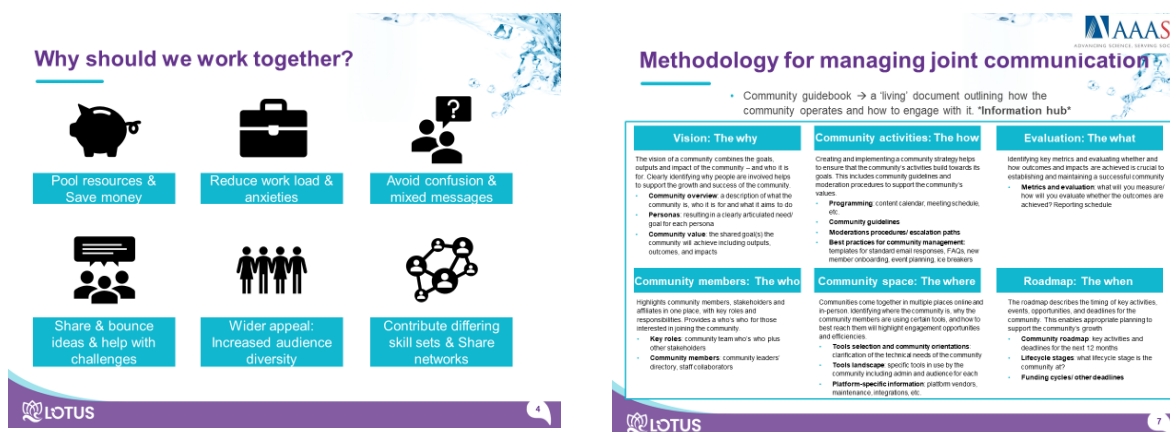 Why should we work together?
Pool resources &
Save money
Reduce work load &
anxieties
Avoid confusion &
mixed messages
?
Share & bounce
ideas & help with
challenges
Wider appeal:
Increased audience
diversity
Contribute differing
skill sets & Share
networks
LOTUS
4
AAAS
ADVANCING SCIENCE, SERVING SOC
Methodology for managing joint communication
• Community guidebook → a ‘living’ document outlining how the
community operates and how to engage with it. *Information hub*
Vision: The why
The vision of a community combines the goals,
outputs and impact of the community – and who it is
for. Clearly identifying why people are involved helps
to support the growth and success of the community.
• Community overview: a description of what the
community is, who it is for and what it aims to do
• Personas: resulting in a clearly articulated need/
goal for each persona
• Community value: the shared goal(s) the
community will achieve including outputs,
outcomes, and impacts
Community activities: The how
Creating and implementing a community strategy helps
to ensure that the community's activities build towards its
goals. This includes community guidelines and
moderation procedures to support the community's
values.
• Programming: content calendar, meeting schedule,
etc.
• Community guidelines
• Moderations procedures/ escalation paths
• Best practices for community management:
templates for standard email responses, FAQs, new
member onboarding, event planning, ice breakers
Evaluation: The what
Identifying key metrics and evaluating whether and
how outcomes and impacts are achieved is crucial to
establishing and maintaining a successful community
• Metrics and evaluation: what will you measure/
how will you evaluate whether the outcomes are
achieved? Reporting schedule
Community members: The who
Highlights community members, stakeholders and
affiliates in one place, with key roles and
responsibilities. Provides a who's who for those
interested in joining the community.
• Key roles: community team who's who plus
other stakeholders
• Community members: community leaders'
directory, staff collaborators
Community space: The where
Communities come together in multiple places online and
in-person. Identifying where the community is, why the
community members are using certain tools, and how to
best reach them will highlight engagement opportunities
and efficiencies.
• Tools selection and community orientations:
clarification of the technical needs of the community
• Tools landscape: specific tools in use by the
community including admin and audience for each
• Platform-specific information: platform vendors,
maintenance, integrations, etc.
Roadmap: The when
The roadmap describes the timing of key activities,
events, opportunities, and deadlines for the
community. This enables appropriate planning to
support the community's growth
• Community roadmap: key activities and
deadlines for the next 12 months
• Lifecycle stages: what lifecycle stage is the
community at?
• Funding cycles/ other deadlines
LOTUS
7